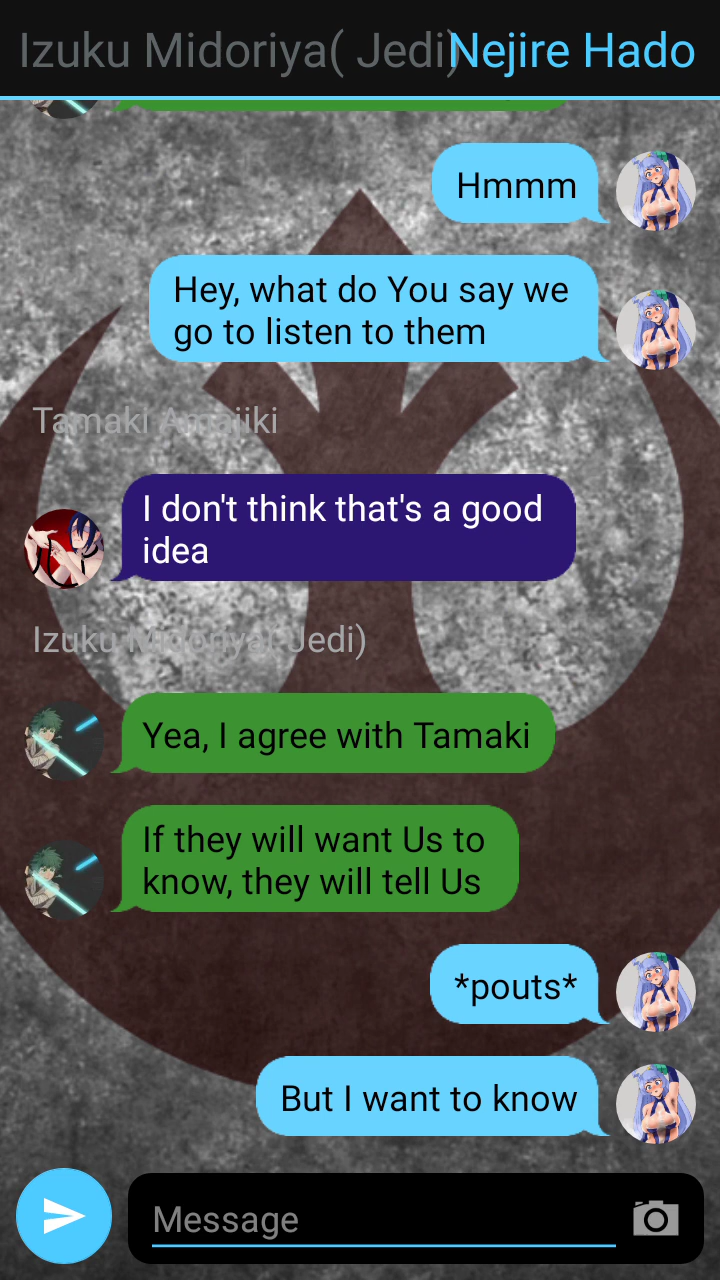 Izuku Midoriya( Jedi)
Nejire Hado
Hmmm
Hey, what do You say we
go to listen to them
Tamaki Amajiki
I don't think that's a good
idea
Izuku Midoriya( Jedi)
Yea, I agree with Tamaki
If they will want Us to
know, they will tell Us
*pouts*
But I want to know
Message